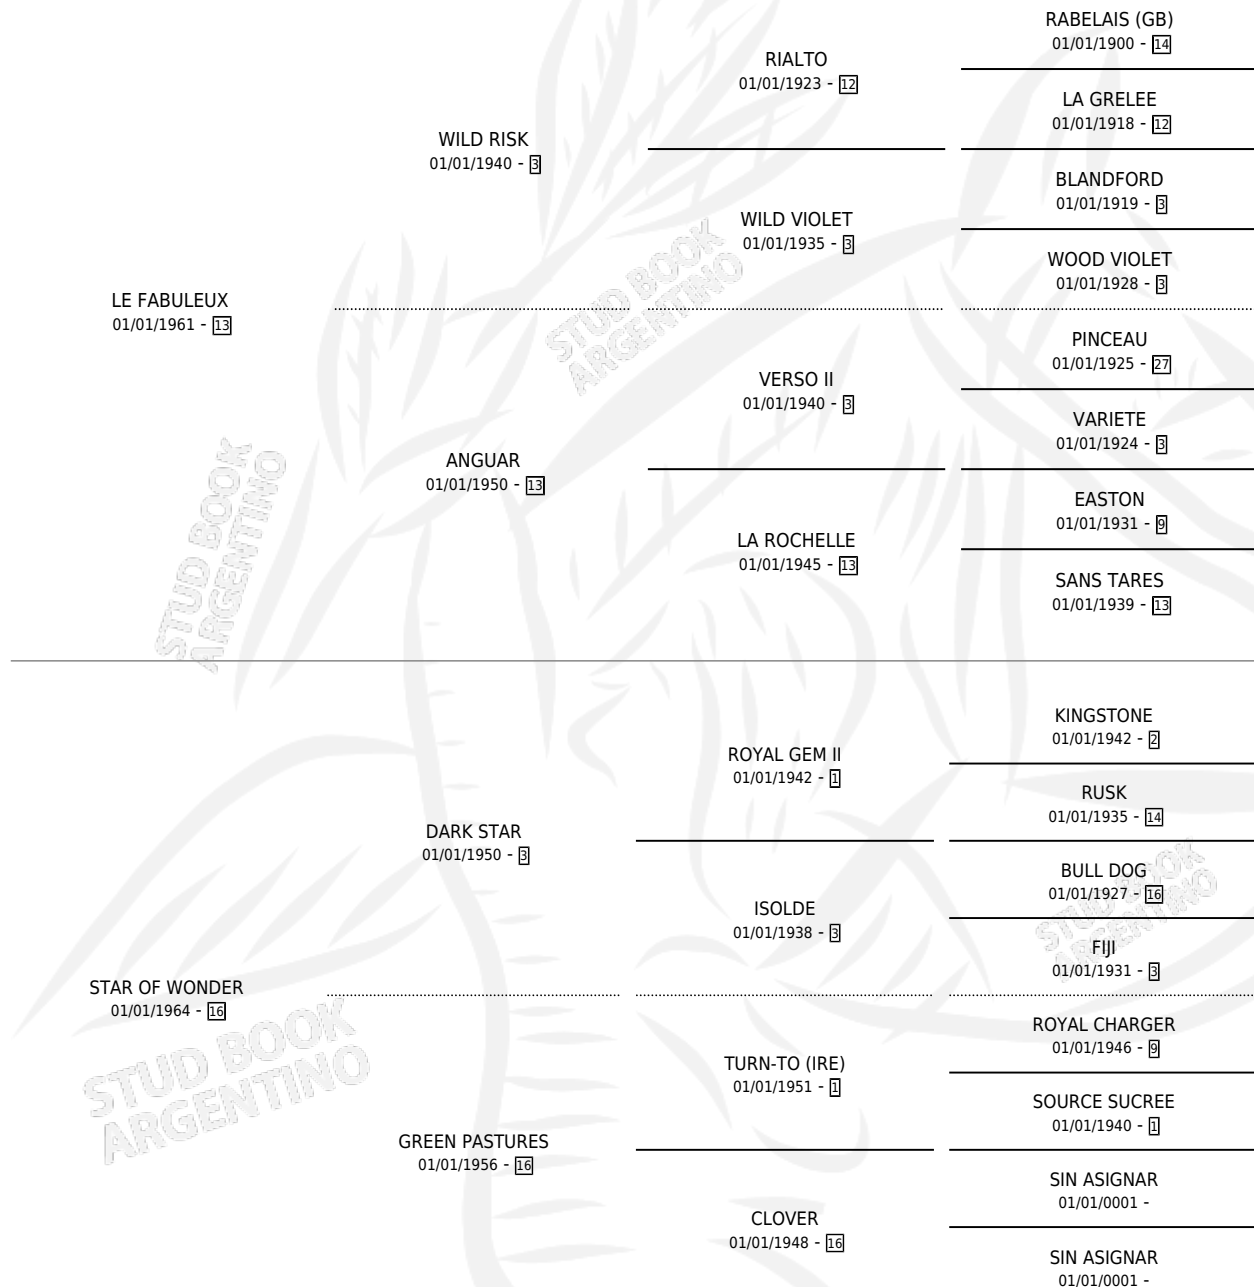 RABELAIS (GB)
01/01/1900 - 14
RIALTO
01/01/1923 - 12
LA GRELEE
01/01/1918 - 12
WILD RISK
01/01/1940 - 3
BLANDFORD
01/01/1919 - 3
WILD VIOLET
01/01/1935 - 3
WOOD VIOLET
01/01/1928 - 3
LE FABULEUX
01/01/1961 - 13
PINCEAU
01/01/1925 - 27
VERSO II
01/01/1940 - 3
VARIETE
01/01/1924 - 3
ANGUAR
01/01/1950 - 13
EASTON
01/01/1931 - 9
LA ROCHELLE
01/01/1945 - 13
SANS TARES
01/01/1939 - 13
KINGSTONE
01/01/1942 - 2
ROYAL GEM II
01/01/1942 - 1
RUSK
01/01/1935 - 14
DARK STAR
01/01/1950 - 3
BULL DOG
01/01/1927 - 16
ISOLDE
01/01/1938 - 3
FIJI
01/01/1931 - 3
STAR OF WONDER
01/01/1964 - 16
ROYAL CHARGER
01/01/1946 - 9
TURN-TO (IRE)
01/01/1951 - 1
SOURCE SUCREE
01/01/1940 - 1
GREEN PASTURES
01/01/1956 - 16
SIN ASIGNAR
01/01/0001 -
CLOVER
01/01/1948 - 16
SIN ASIGNAR
01/01/0001 -
STUD BOOK
ARGENTINO
STUD BOOK
ARGENTINO
STUD BOOK
ARGENTINO
STUD BOOK
ARGENTINO